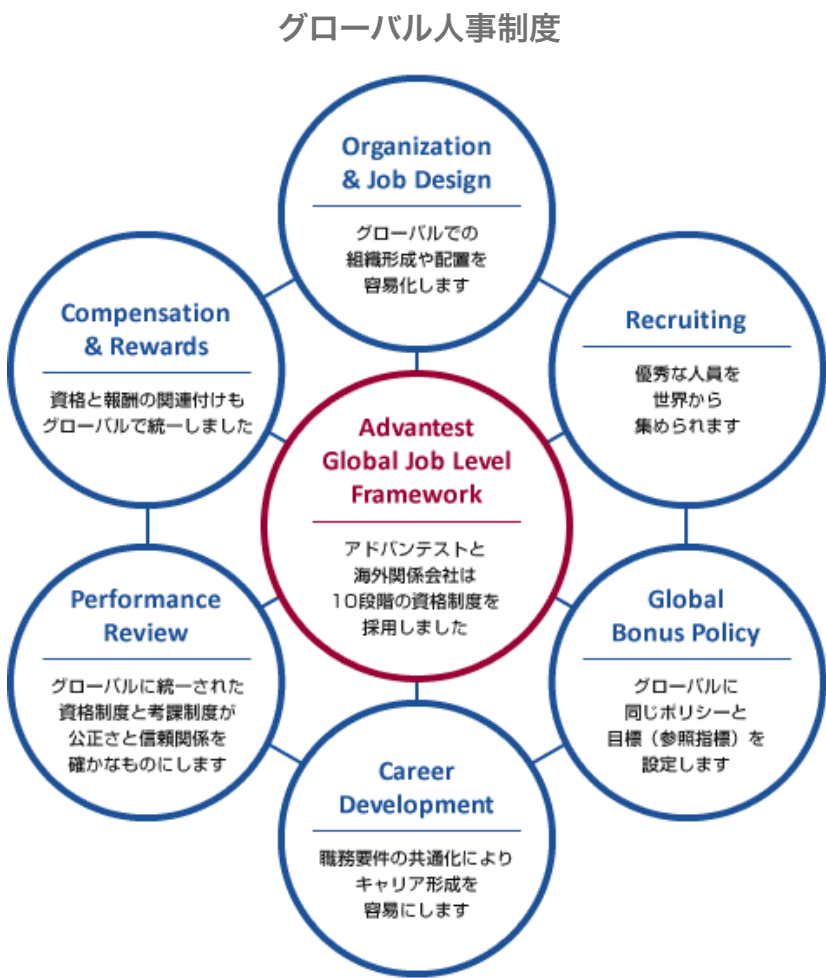 グローバル人事制度
Organization
& Job Design
グローバルでの
組織形成や配置を
容易化します
Compensation
& Rewards
資格と報酬の関連付けも
グローバルで統一しました
Recruiting
優秀な人員を
世界から
集められます
Advantest
Global Job Level
Framework
アドバンテストと
海外関係会社は
10段階の資格制度を
採用しました
Performance
Review
グローバルに統一された
資格制度と考課制度が
公正さと信頼関係を
確かなものにします
Global
Bonus Policy
グローバルに
同じポリシーと
目標（参照指標）を
設定します
Career
Development
職務要件の共通化により
キャリア形成を
容易にします